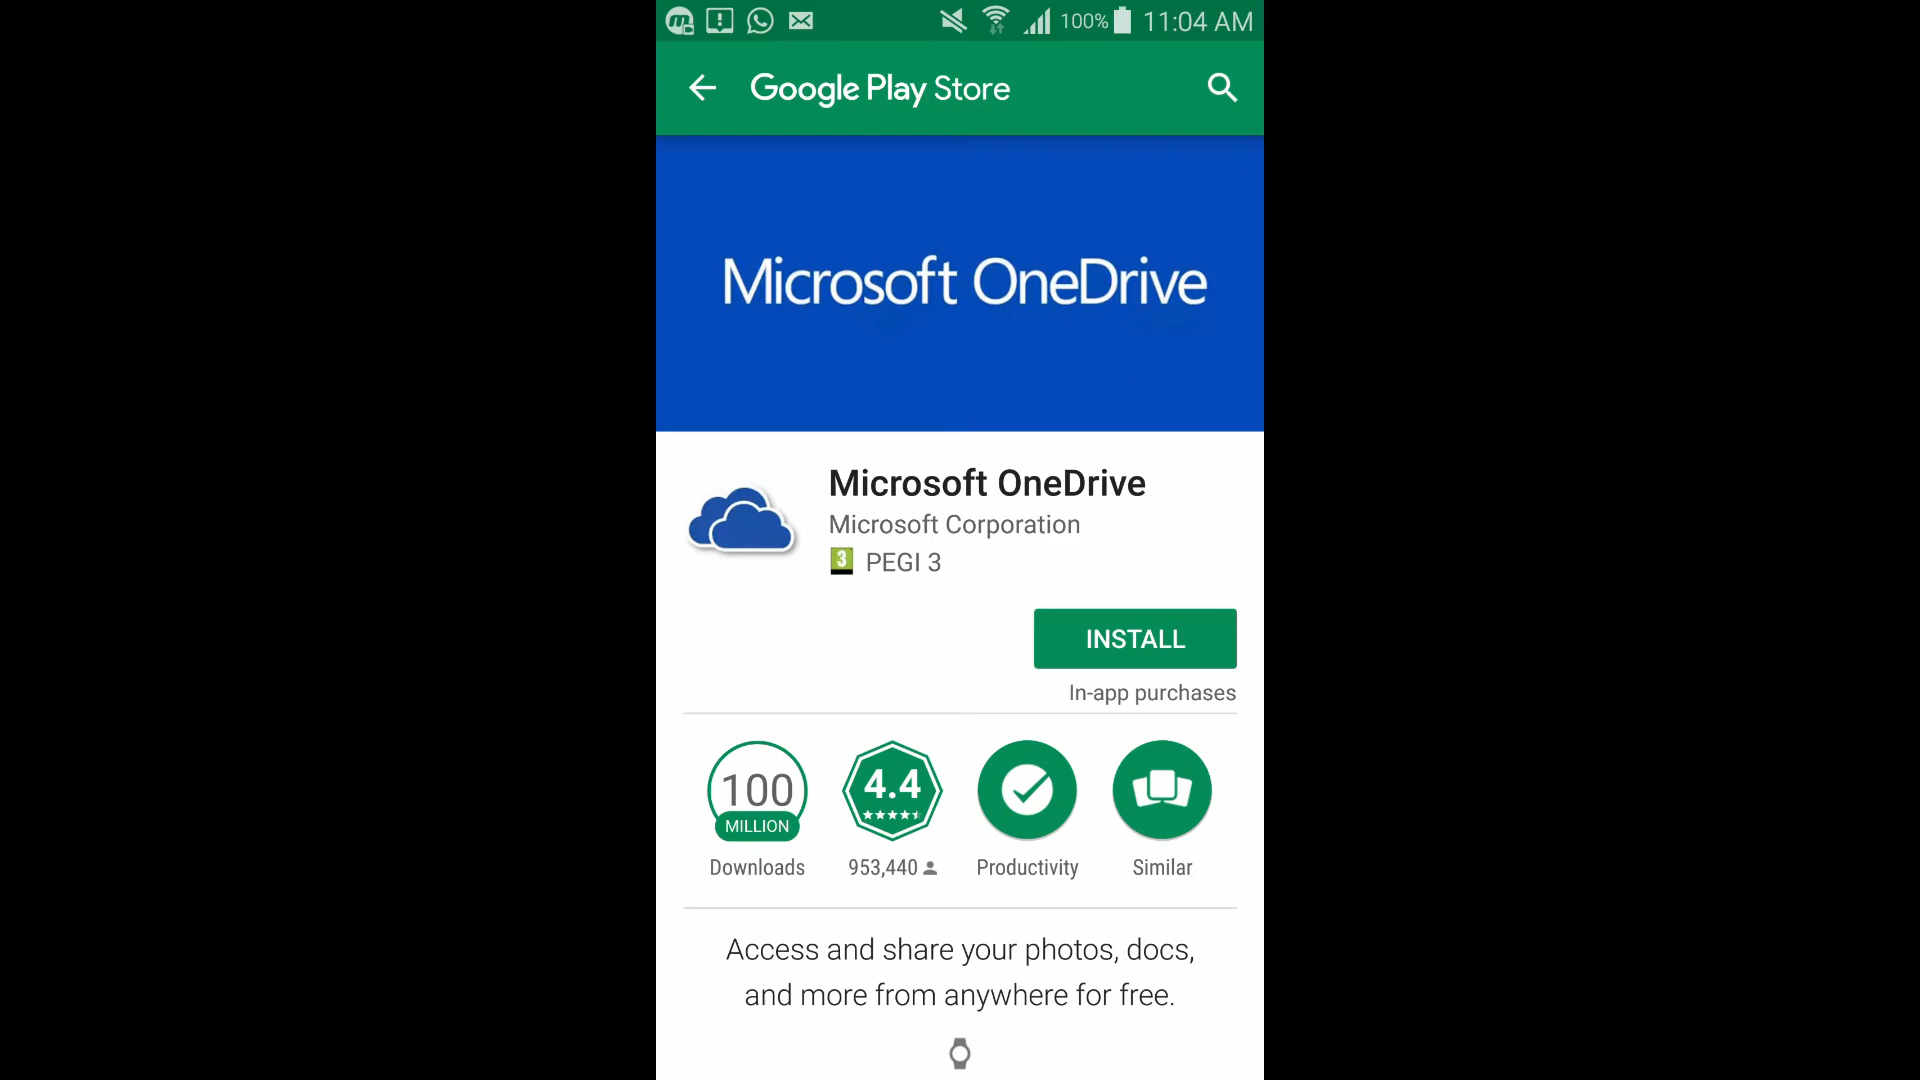 100% 11:04 AM
Google Play Store
Microsoft OneDrive
Microsoft OneDrive
Microsoft Corporation
3 PEGI 3
INSTALL
In-app purchases
100 4.4
MILLION
Downloads 953,440 Productivity Similar
Access and share your photos, docs,
and more from anywhere for free.